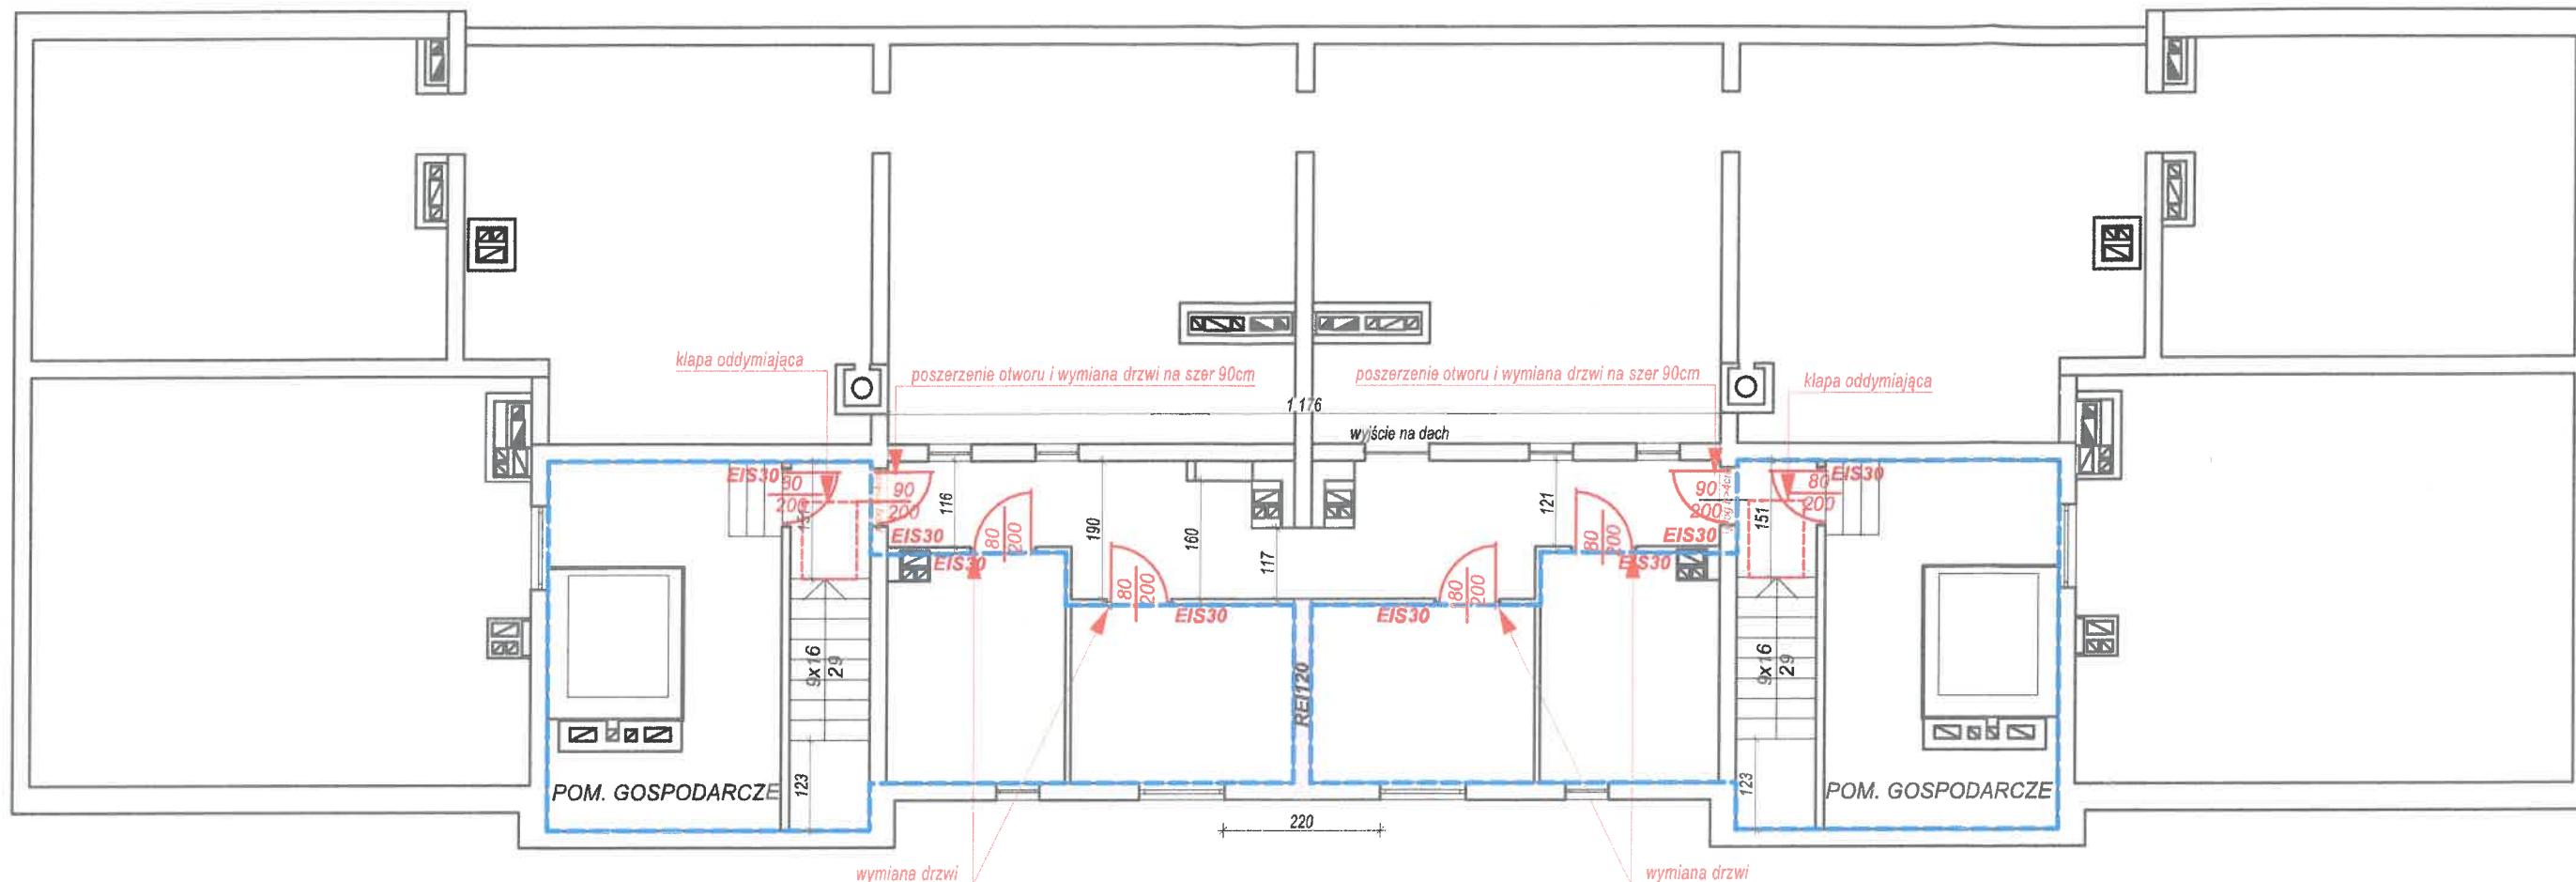 klapa oddymiająca
poszerzenie otworu i wymiana drzwi na szer 90cm
poszerzenie otworu i wymiana drzwi na szer 90cm
klapa oddymiająca
1 176
wyjście na dach
EIS30
80
200
151
90
200
EIS30
EIS30
116
80
200
190
160
117
80
200
EIS30
80
200
EIS30
121
80
200
EIS30
EIS30
90
200
151
80
200
EIS30
9x16
29
REI120
9x16
29
123
POM. GOSPODARCZE
123
POM. GOSPODARCZE
220
wymiana drzwi
wymiana drzwi